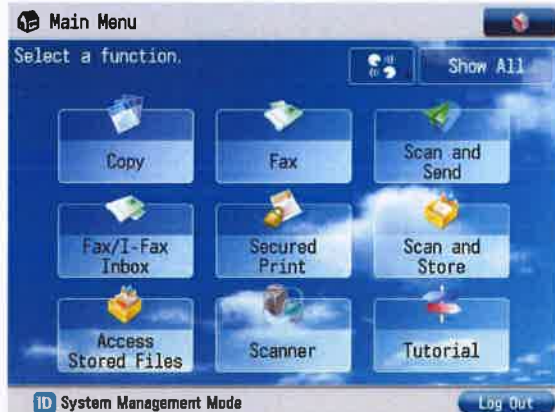 Main Menu
Select a function.
Show All
Copy
Fax
Scan and
Send
Fax/I-Fax
Inbox
Secured
Print
Scan and
Store
Access
Stored Files
Scanner
Tutorial
ID System Management Mode
Log Out